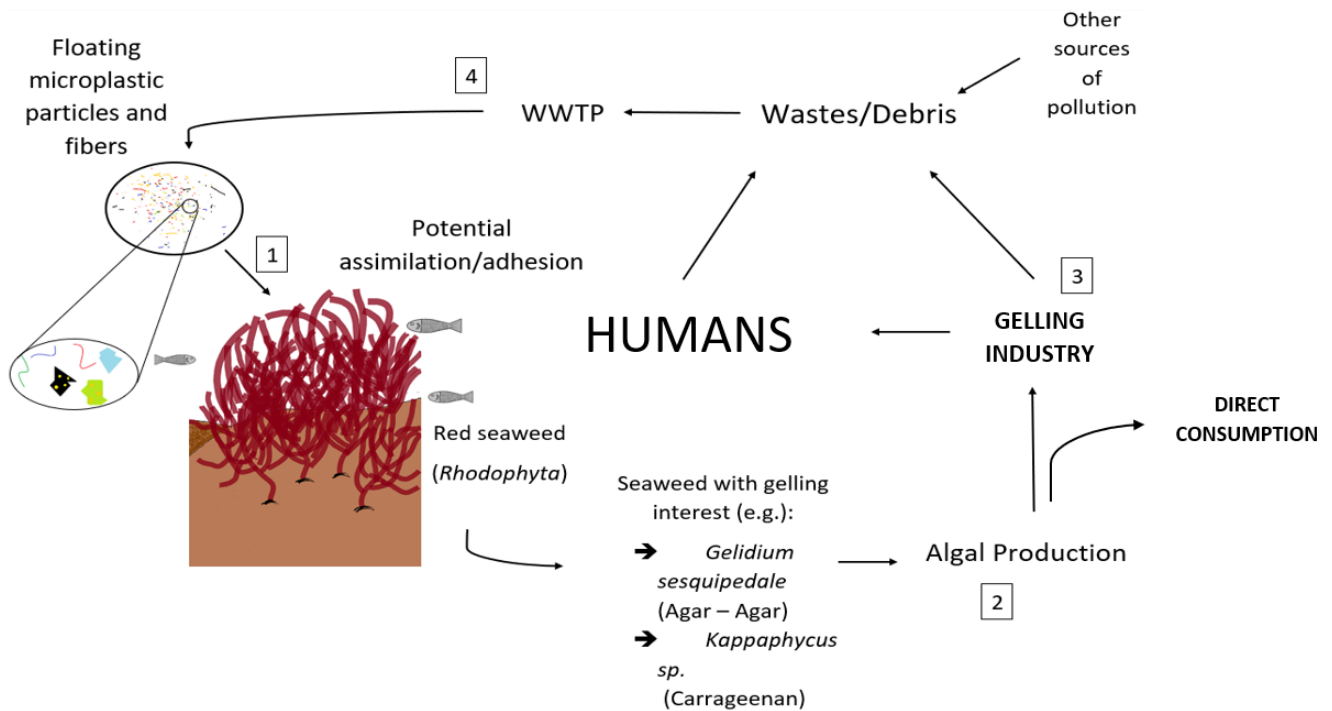 Floating
microplastic
particles and
fibers
4
WWTP
Wastes/Debris
Other
sources
of
pollution
1
Potential
assimilation/adhesion
HUMANS
3
GELLING
INDUSTRY
DIRECT
CONSUMPTION
Red seaweed
(Rhodophyta)
Seaweed with gelling
interest (e.g.):
➔ Gelidium
sesquipedale
(Agar – Agar)
➔ Kappaphycus
sp.
(Carrageenan)
Algal Production
2